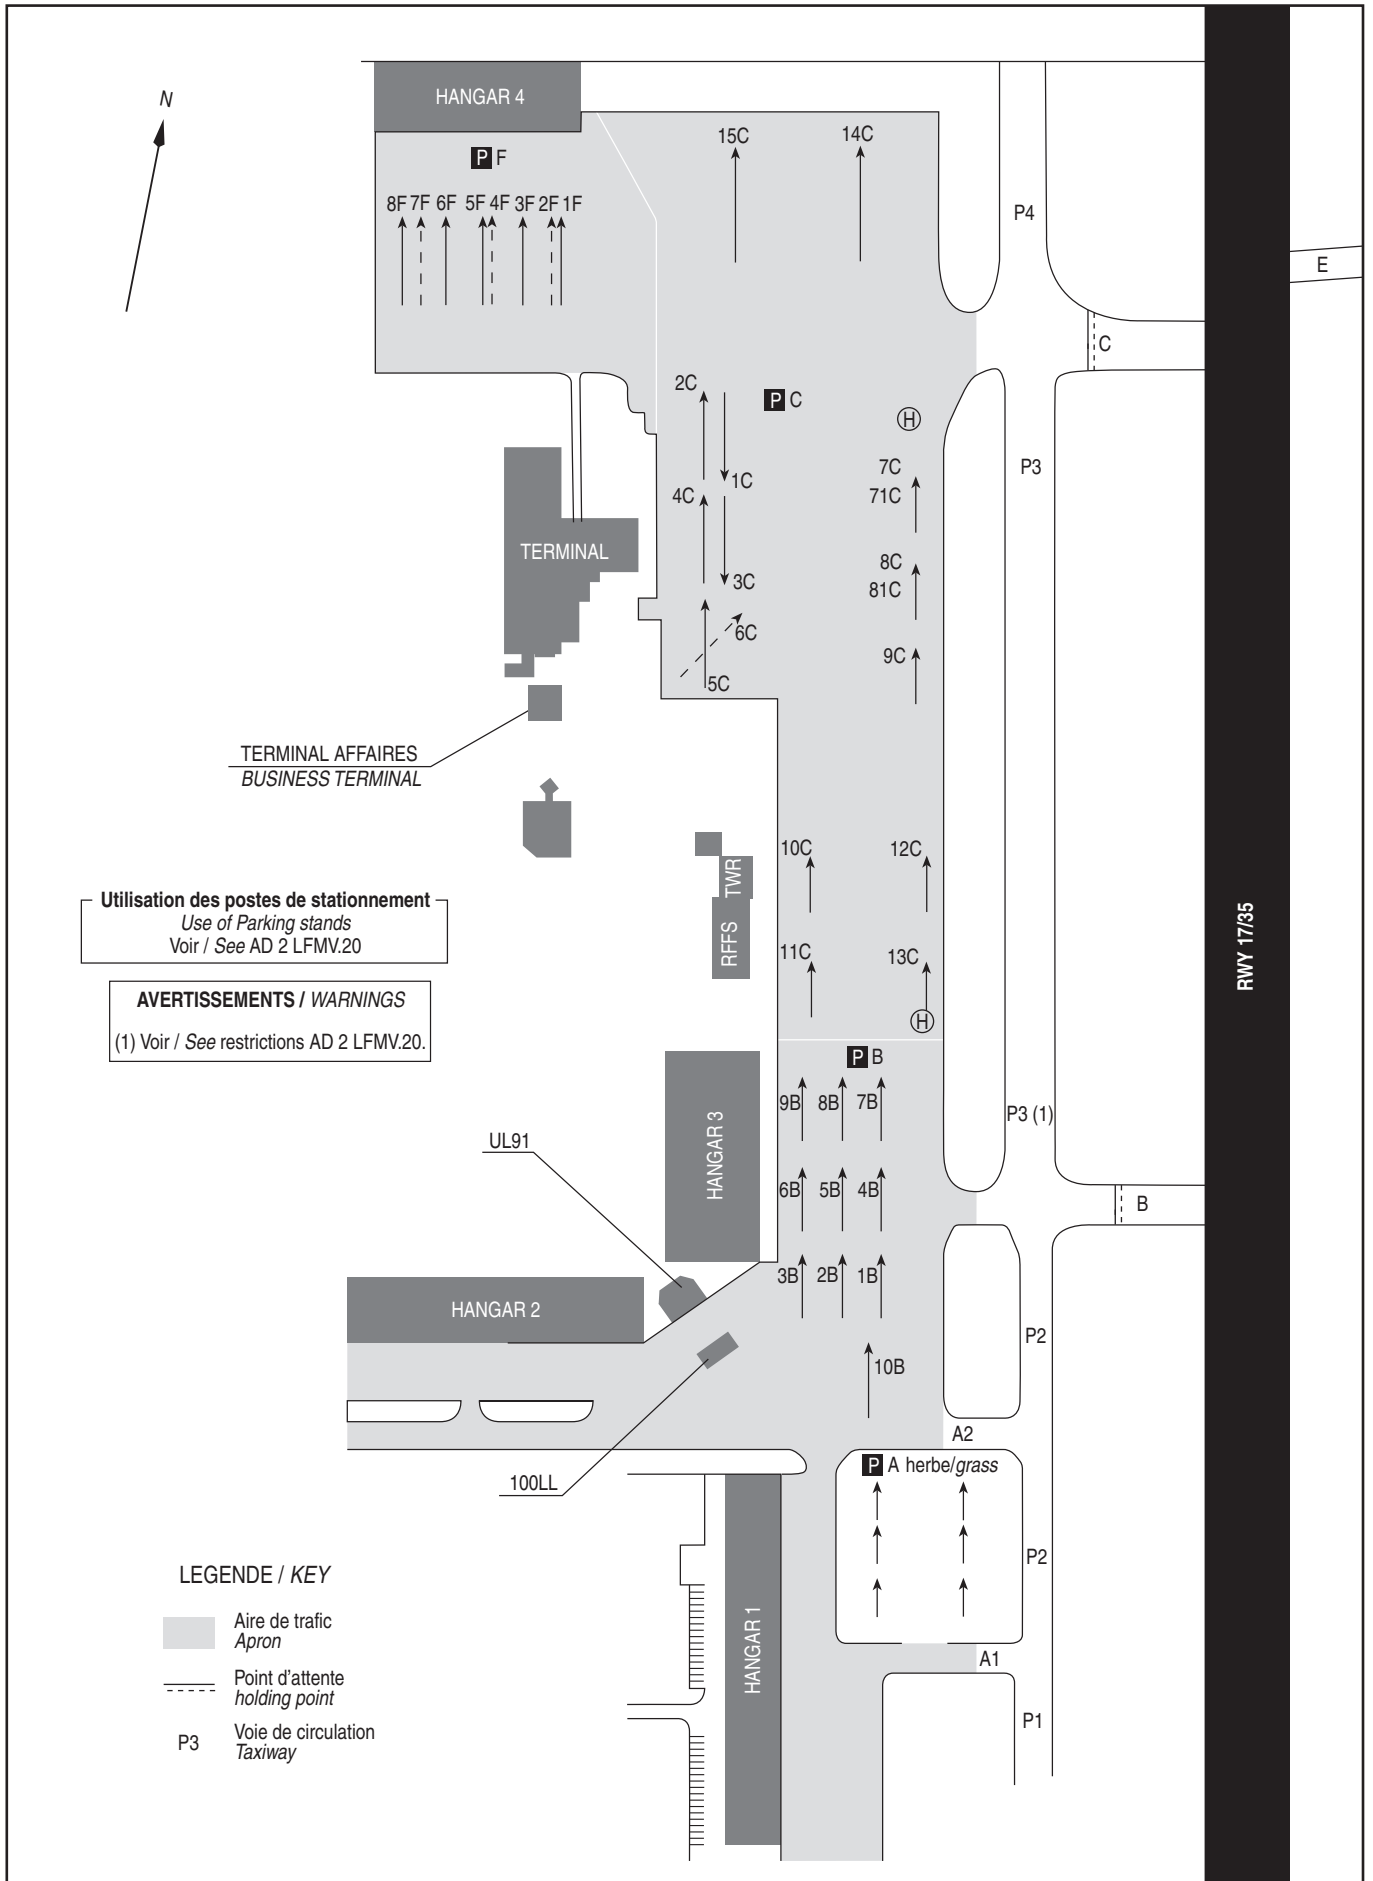 HANGAR 4
N
15C
14C
P F
8F 7F 6F 5F 4F 3F 2F 1F
P4
E
C
2C
P C
H
1C
7C
P3
4C
71C
TERMINAL
3C
8C
81C
6C
9C
5C
TERMINAL AFFAIRES
BUSINESS TERMINAL
10C
12C
TWR
Utilisation des postes de stationnement
Use of Parking stands
Voir / See AD 2 LFMV.20
RFFS
RWY 17/35
11C
13C
AVERTISSEMENTS / WARNINGS
(1) Voir / See restrictions AD 2 LFMV.20.
H
P B
9B 8B 7B
P3 (1)
UL91
HANGAR 3
6B 5B 4B
B
3B 2B 1B
HANGAR 2
P2
10B
A2
P A herbe/grass
100LL
P2
LEGENDE / KEY
Aire de trafic
Apron
HANGAR 1
A1
Point d'attente
holding point
P1
P3
Voie de circulation
Taxiway